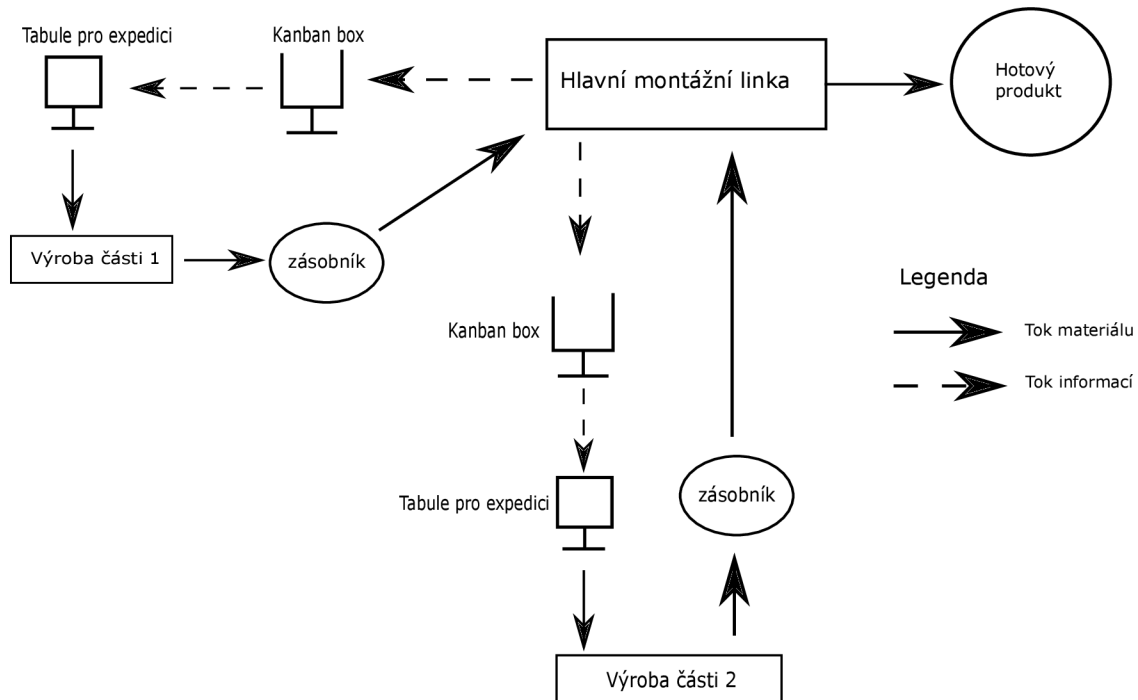 Tabule pro expedici
Kanban box
Hlavní montážní linka
Hotový
produkt
Výroba části 1
zásobník
Legenda
Kanban box
Tok materiálu
Tok informací
Tabule pro expedici
zásobník
Výroba části 2